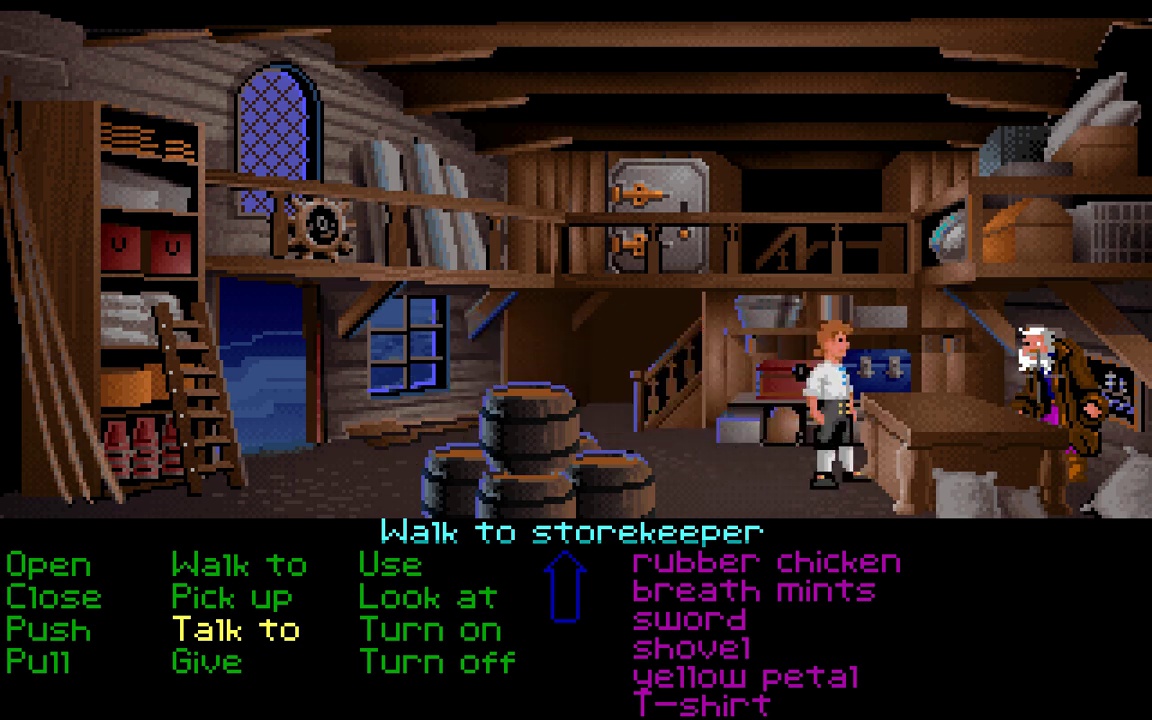 Walk to storekeeper
Open Walk to Use
Close Pick up Look at
Push Talk to Turn on
Pull Give Turn off
rubber chicken
breath mints
sword
shovel
yellow petal
T-shirt